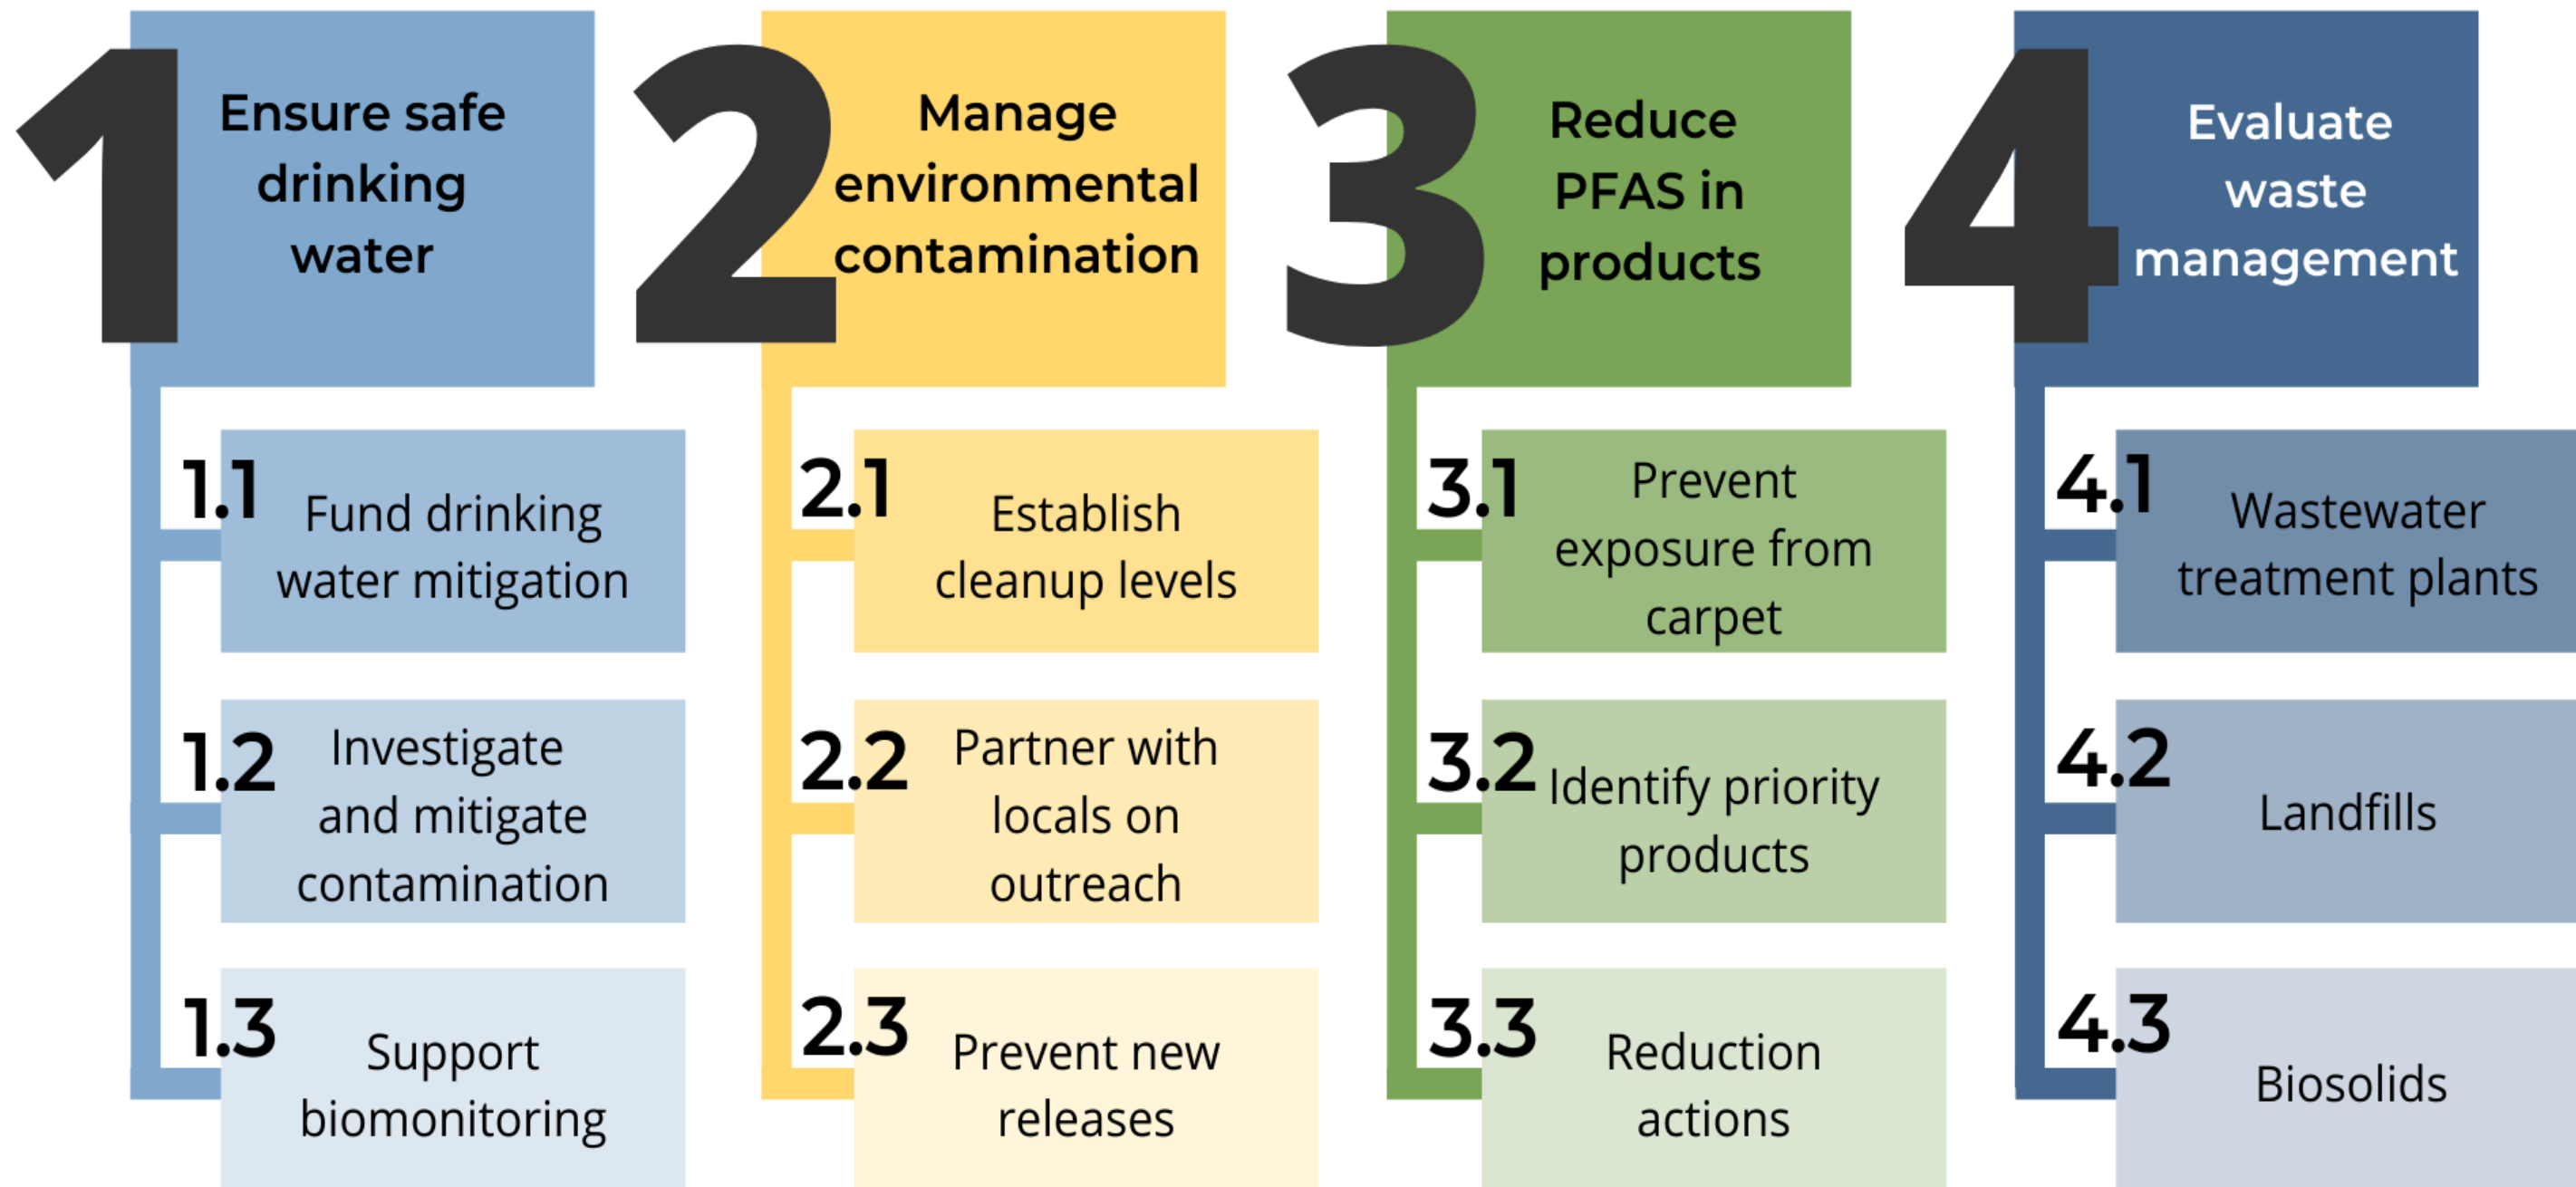 1
Ensure safe
drinking
water
1.1
Fund drinking
water mitigation
1.2
Investigate
and mitigate
contamination
1.3
Support
biomonitoring
2
Manage
environmental
contamination
2.1
Establish
cleanup levels
2.2
Partner with
locals on
outreach
2.3
Prevent new
releases
3
Reduce
PFAS in
products
3.1
Prevent
exposure from
carpet
3.2
Identify priority
products
3.3
Reduction
actions
4
Evaluate
waste
management
4.1
Wastewater
treatment plants
4.2
Landfills
4.3
Biosolids